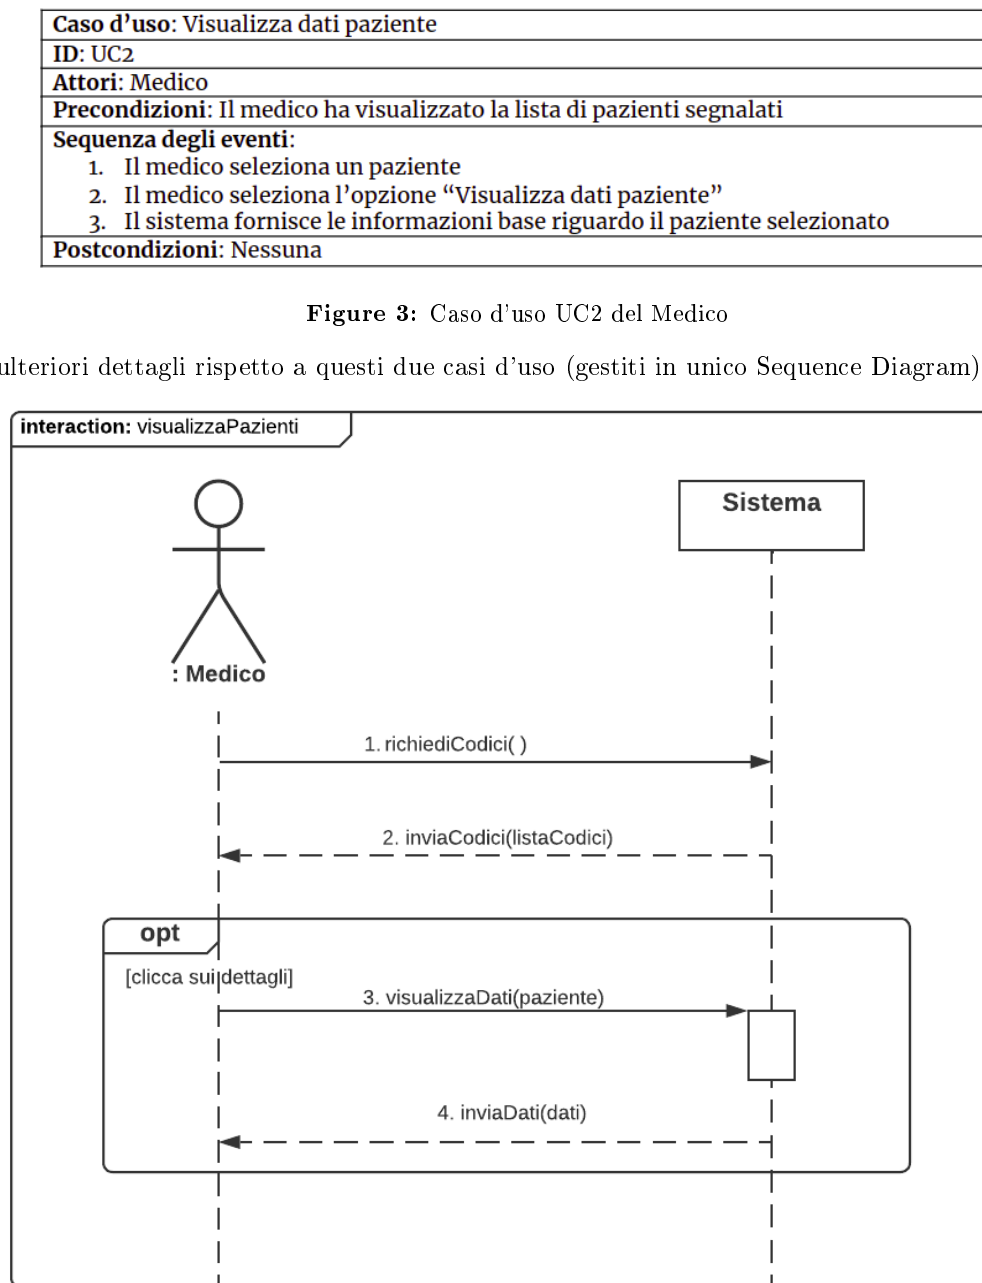 Caso d’uso: Visualizza dati paziente
ID: UC2
Attori: Medico
Precondizioni: Il medico ha visualizzato la lista di pazienti segnalati
Sequenza degli eventi:
1. Il medico seleziona un paziente
2. Il medico seleziona l’opzione “Visualizza dati paziente”
3. Il sistema fornisce le informazioni base riguardo il paziente selezionato
Postcondizioni: Nessuna
Figure 3: Caso d'uso UC2 del Medico
ulteriori dettagli rispetto a questi due casi d'uso (gestiti in unico Sequence Diagram)
interaction: visualizzaPazienti
Sistema
: Medico
1. richiediCodici( )
2. inviaCodici(listaCodici)
opt
[clicca sui dettagli]
3. visualizzaDati(paziente)
4. inviaDati(dati)